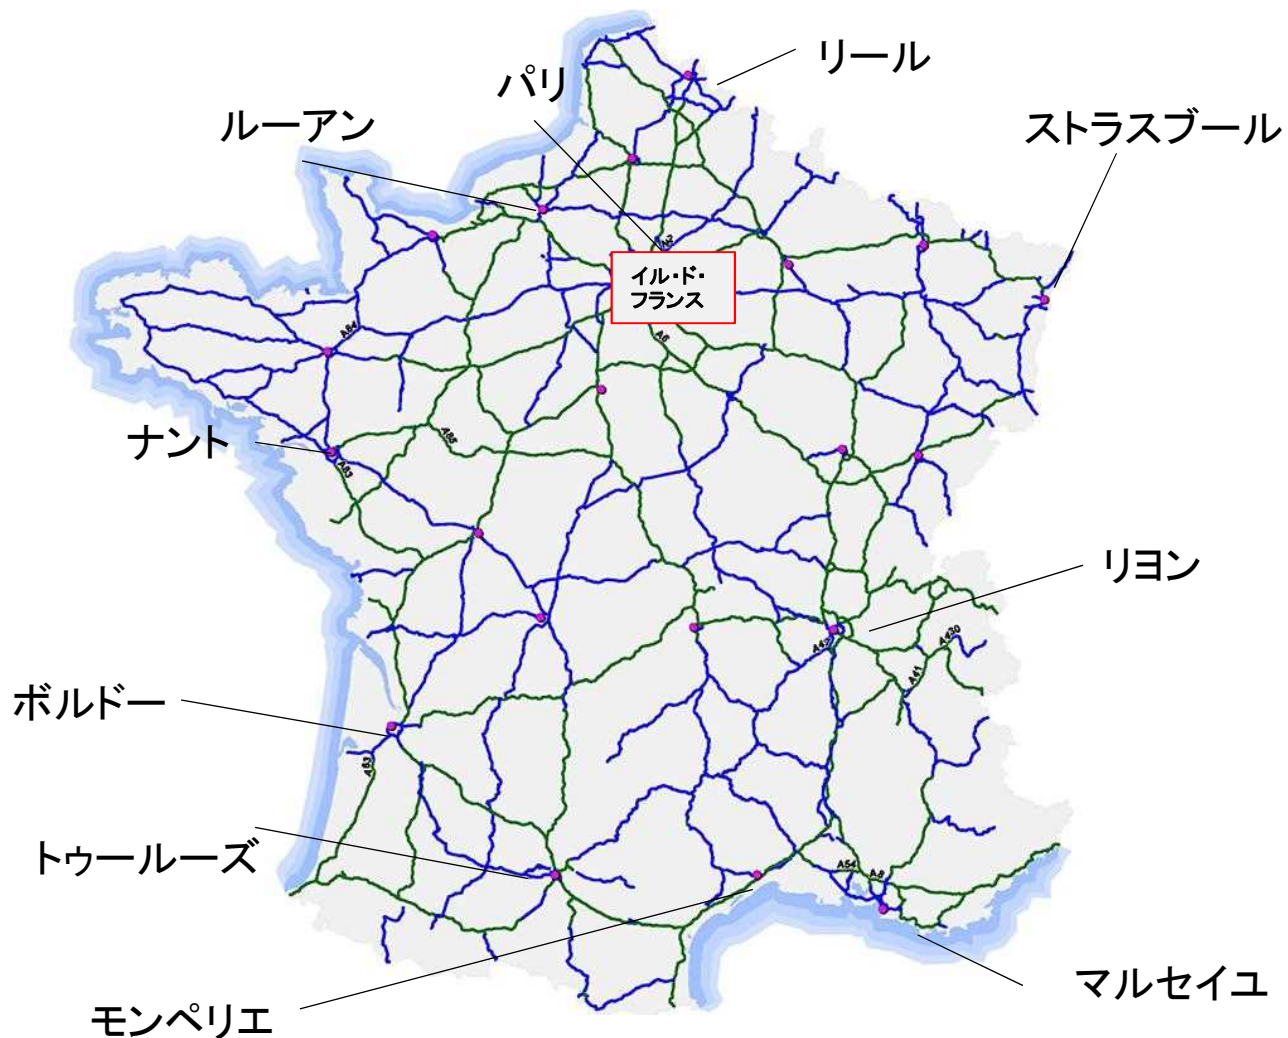 リール
パリ
ルーアン
ストラスブール
A2
イル・ド・
フランス
A84
A6
ナント
A85
A83
リヨン
A430
A42
A41
ボルドー
A63
トゥールーズ
A54
A8
マルセイユ
モンペリエ